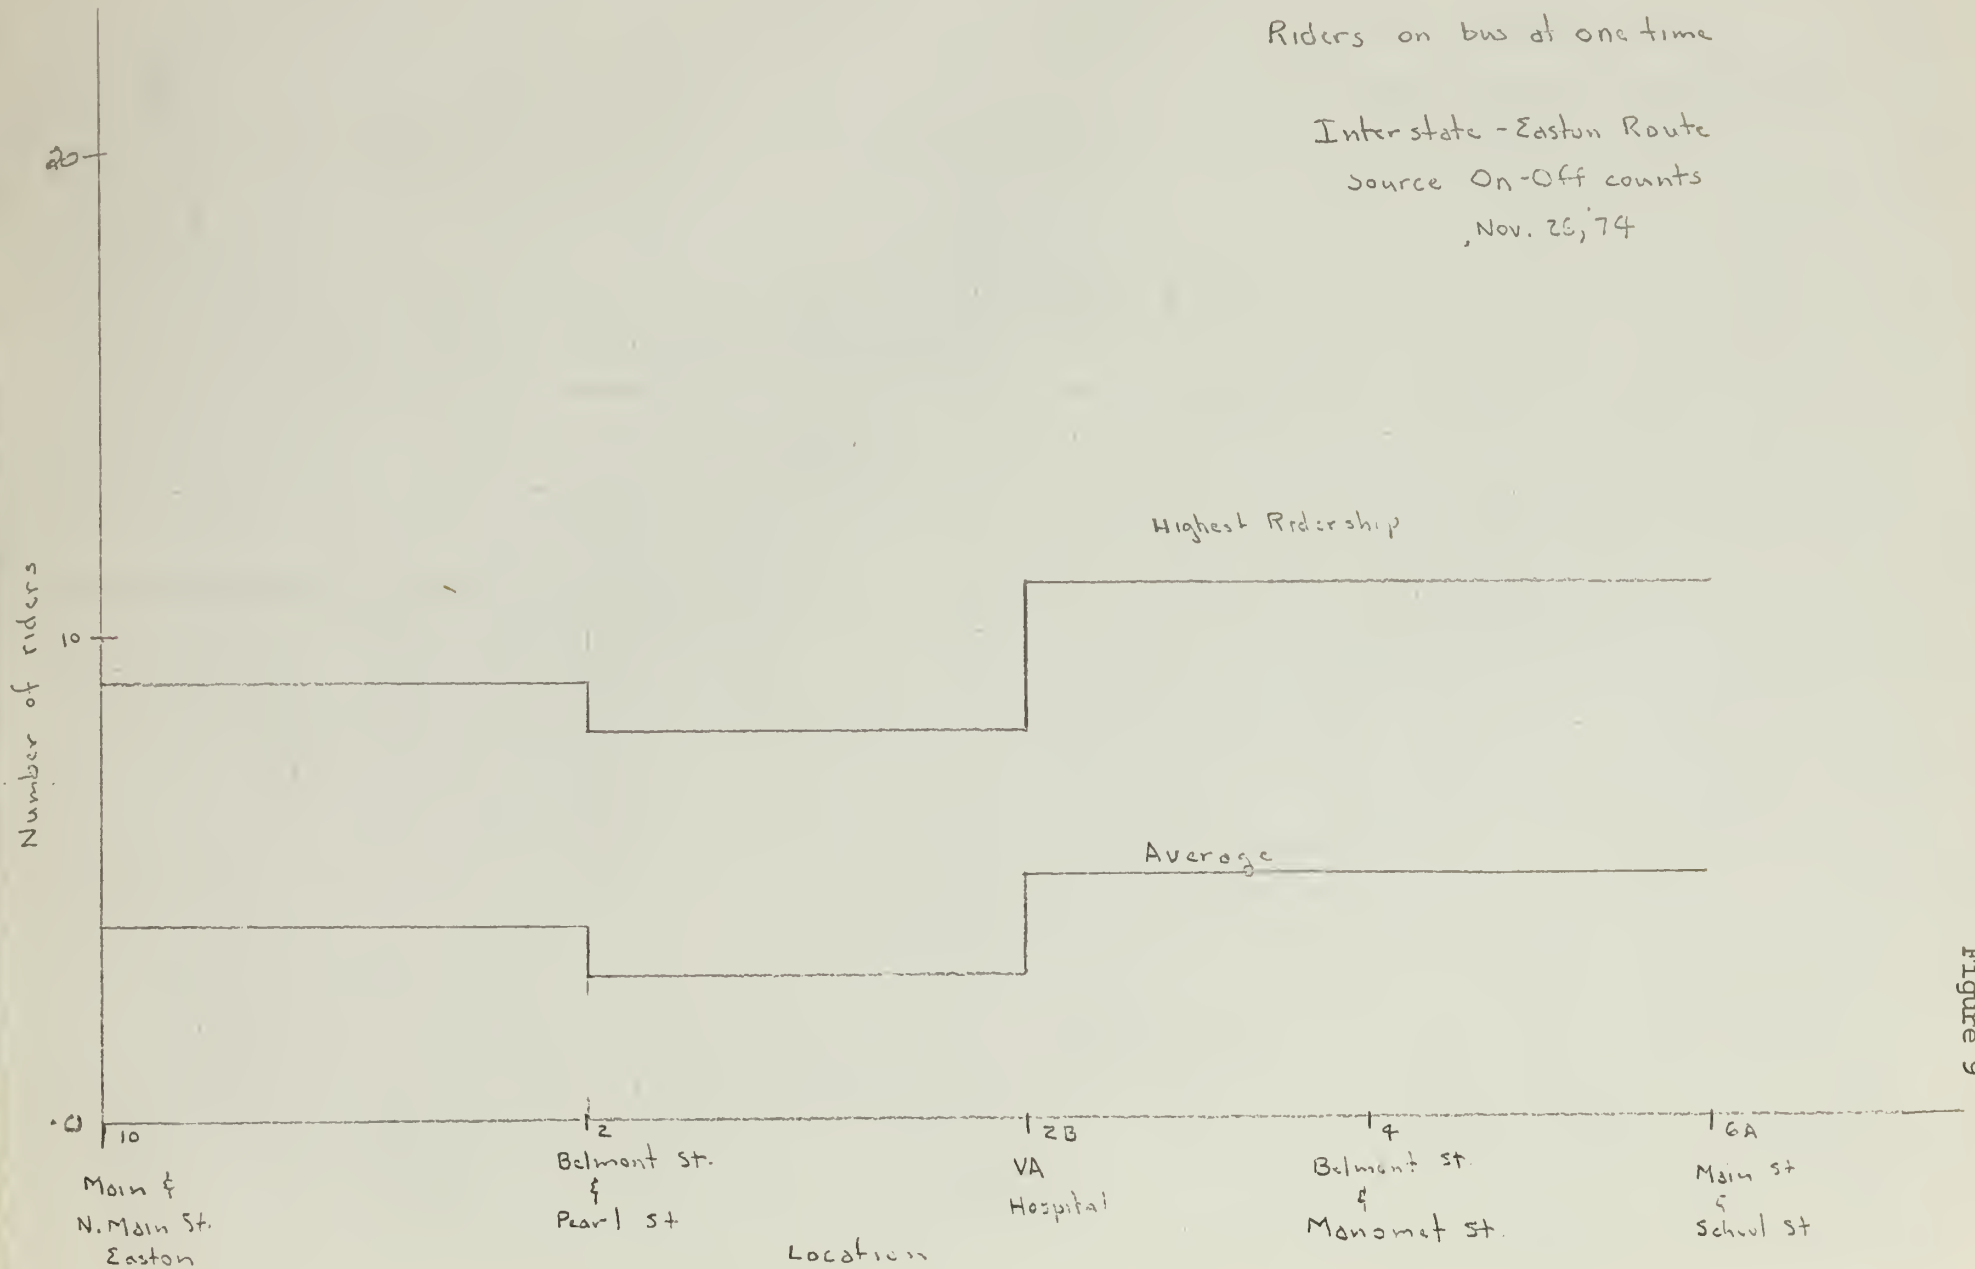 Riders on bus at one time
Interstate - Easton Route
Source On-Off counts
Nov. '74
20
Highest Ridership
Number of riders
10
Average
Figure 9
0
10
2
2B
4
6A
Main &
N. Main St.
Easton
Belmont St.
&
Pearl St
VA
Hospital
Belmont St.
&
Manomet St.
Main St
&
School St
Location